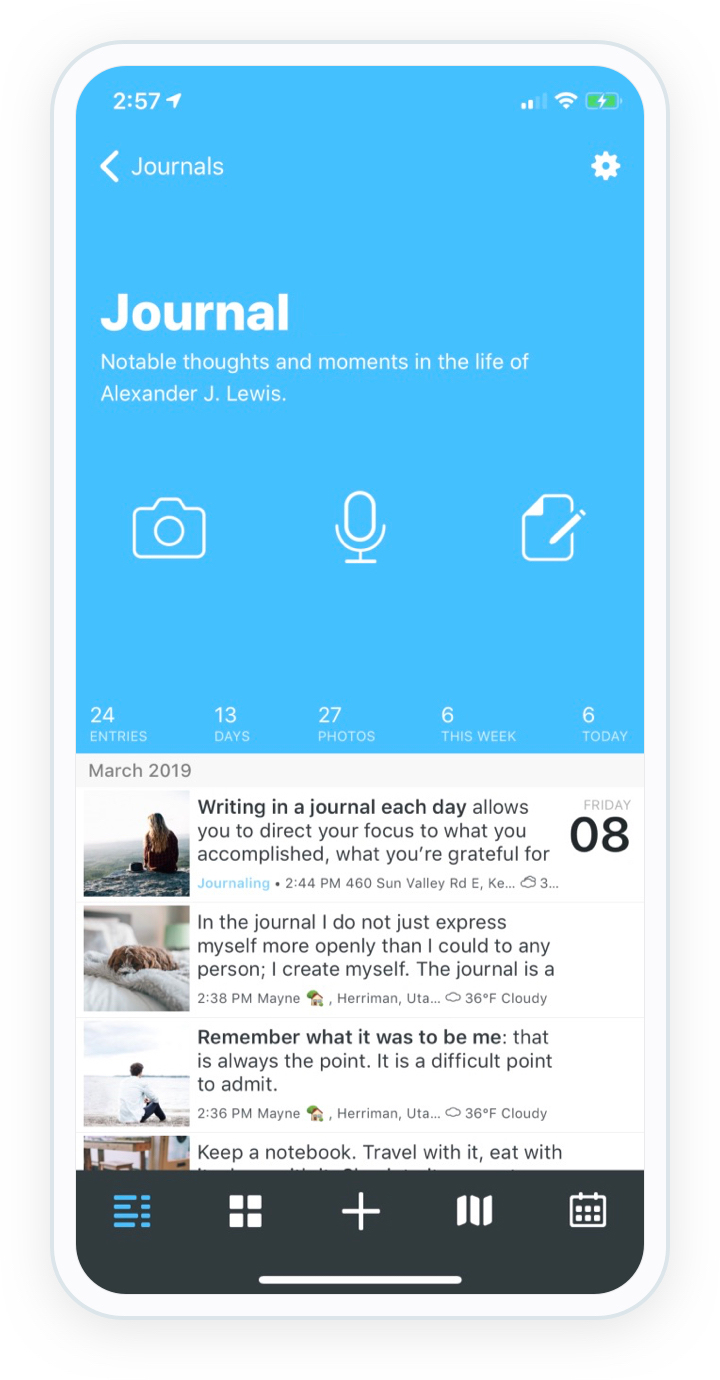 2:57
Journals
Journal
Notable thoughts and moments in the life of
Alexander J. Lewis.
24 13 27 6 6
ENTRIES DAYS PHOTOS THIS WEEK TODAY
March 2019
Writing in a journal each day allows
you to direct your focus to what you
accomplished, what you’re grateful for
Journaling • 2:44 PM 460 Sun Valley Rd E, Ke... 3...
FRIDAY
08
In the journal I do not just express
myself more openly than I could to any
person; I create myself. The journal is a
2:38 PM Mayne 🏡 , Herriman, Uta... 36°F Cloudy
Remember what it was to be me: that
is always the point. It is a difficult point
to admit.
2:36 PM Mayne 🏡 , Herriman, Uta... 36°F Cloudy
Keep a notebook. Travel with it, eat with